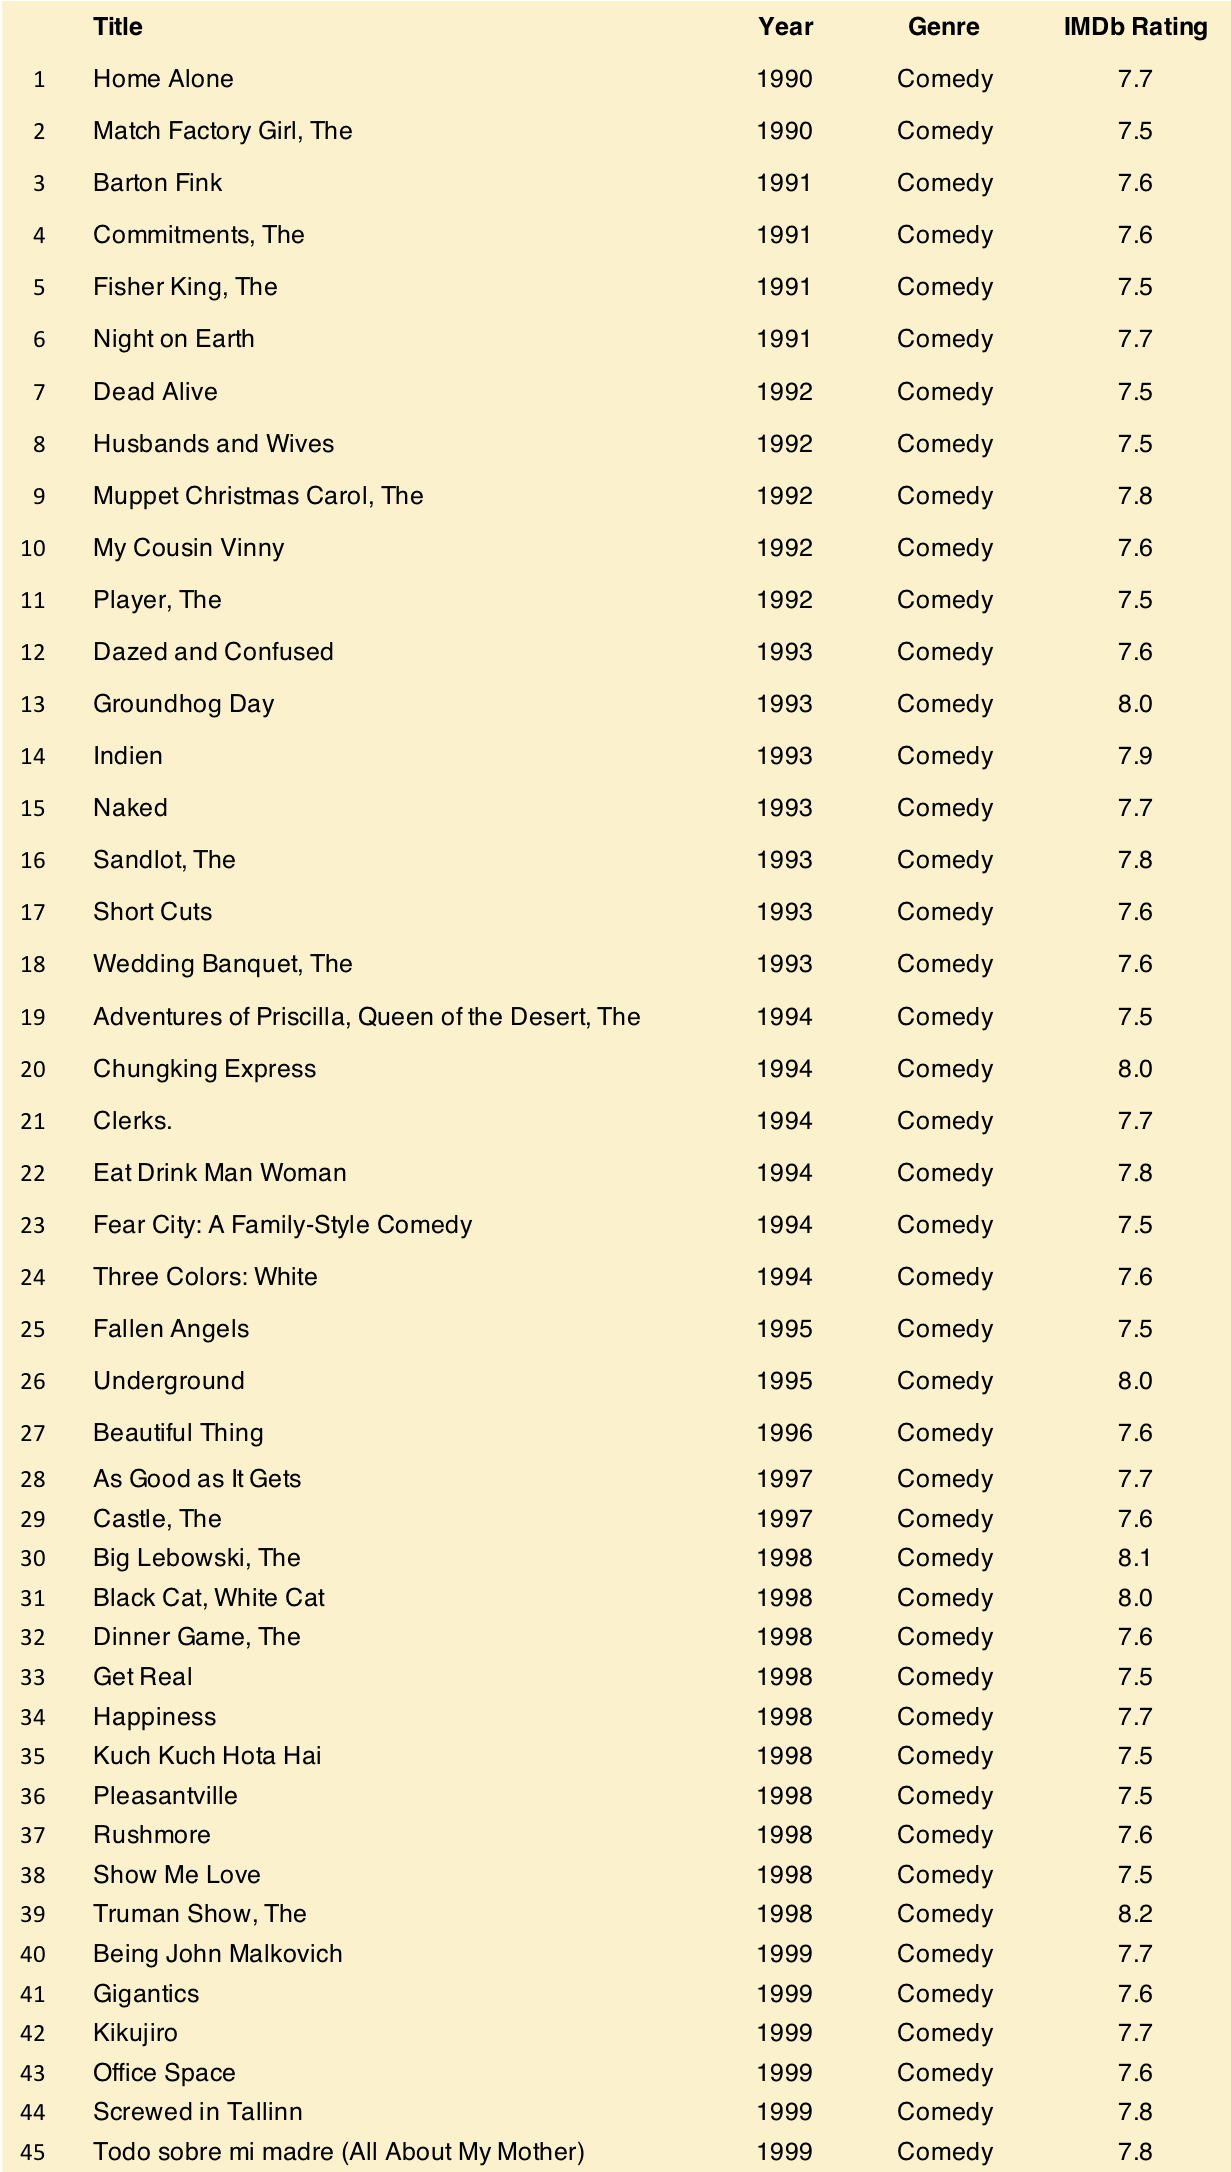 Title Year Genre IMDb Rating
1 Home Alone 1990 Comedy 7.7
2 Match Factory Girl, The 1990 Comedy 7.5
3 Barton Fink 1991 Comedy 7.6
4 Commitments, The 1991 Comedy 7.6
5 Fisher King, The 1991 Comedy 7.5
6 Night on Earth 1991 Comedy 7.7
7 Dead Alive 1992 Comedy 7.5
8 Husbands and Wives 1992 Comedy 7.5
9 Muppet Christmas Carol, The 1992 Comedy 7.8
10 My Cousin Vinny 1992 Comedy 7.6
11 Player, The 1992 Comedy 7.5
12 Dazed and Confused 1993 Comedy 7.6
13 Groundhog Day 1993 Comedy 8.0
14 Indien 1993 Comedy 7.9
15 Naked 1993 Comedy 7.7
16 Sandlot, The 1993 Comedy 7.8
17 Short Cuts 1993 Comedy 7.6
18 Wedding Banquet, The 1993 Comedy 7.6
19 Adventures of Priscilla, Queen of the Desert, The 1994 Comedy 7.5
20 Chungking Express 1994 Comedy 8.0
21 Clerks. 1994 Comedy 7.7
22 Eat Drink Man Woman 1994 Comedy 7.8
23 Fear City: A Family-Style Comedy 1994 Comedy 7.5
24 Three Colors: White 1994 Comedy 7.6
25 Fallen Angels 1995 Comedy 7.5
26 Underground 1995 Comedy 8.0
27 Beautiful Thing 1996 Comedy 7.6
28 As Good as It Gets 1997 Comedy 7.7
29 Castle, The 1997 Comedy 7.6
30 Big Lebowski, The 1998 Comedy 8.1
31 Black Cat, White Cat 1998 Comedy 8.0
32 Dinner Game, The 1998 Comedy 7.6
33 Get Real 1998 Comedy 7.5
34 Happiness 1998 Comedy 7.7
35 Kuch Kuch Hota Hai 1998 Comedy 7.5
36 Pleasantville 1998 Comedy 7.5
37 Rushmore 1998 Comedy 7.6
38 Show Me Love 1998 Comedy 7.5
39 Truman Show, The 1998 Comedy 8.2
40 Being John Malkovich 1999 Comedy 7.7
41 Gigantics 1999 Comedy 7.6
42 Kikujiro 1999 Comedy 7.7
43 Office Space 1999 Comedy 7.6
44 Screwed in Tallinn 1999 Comedy 7.8
45 Todo sobre mi madre (All About My Mother) 1999 Comedy 7.8